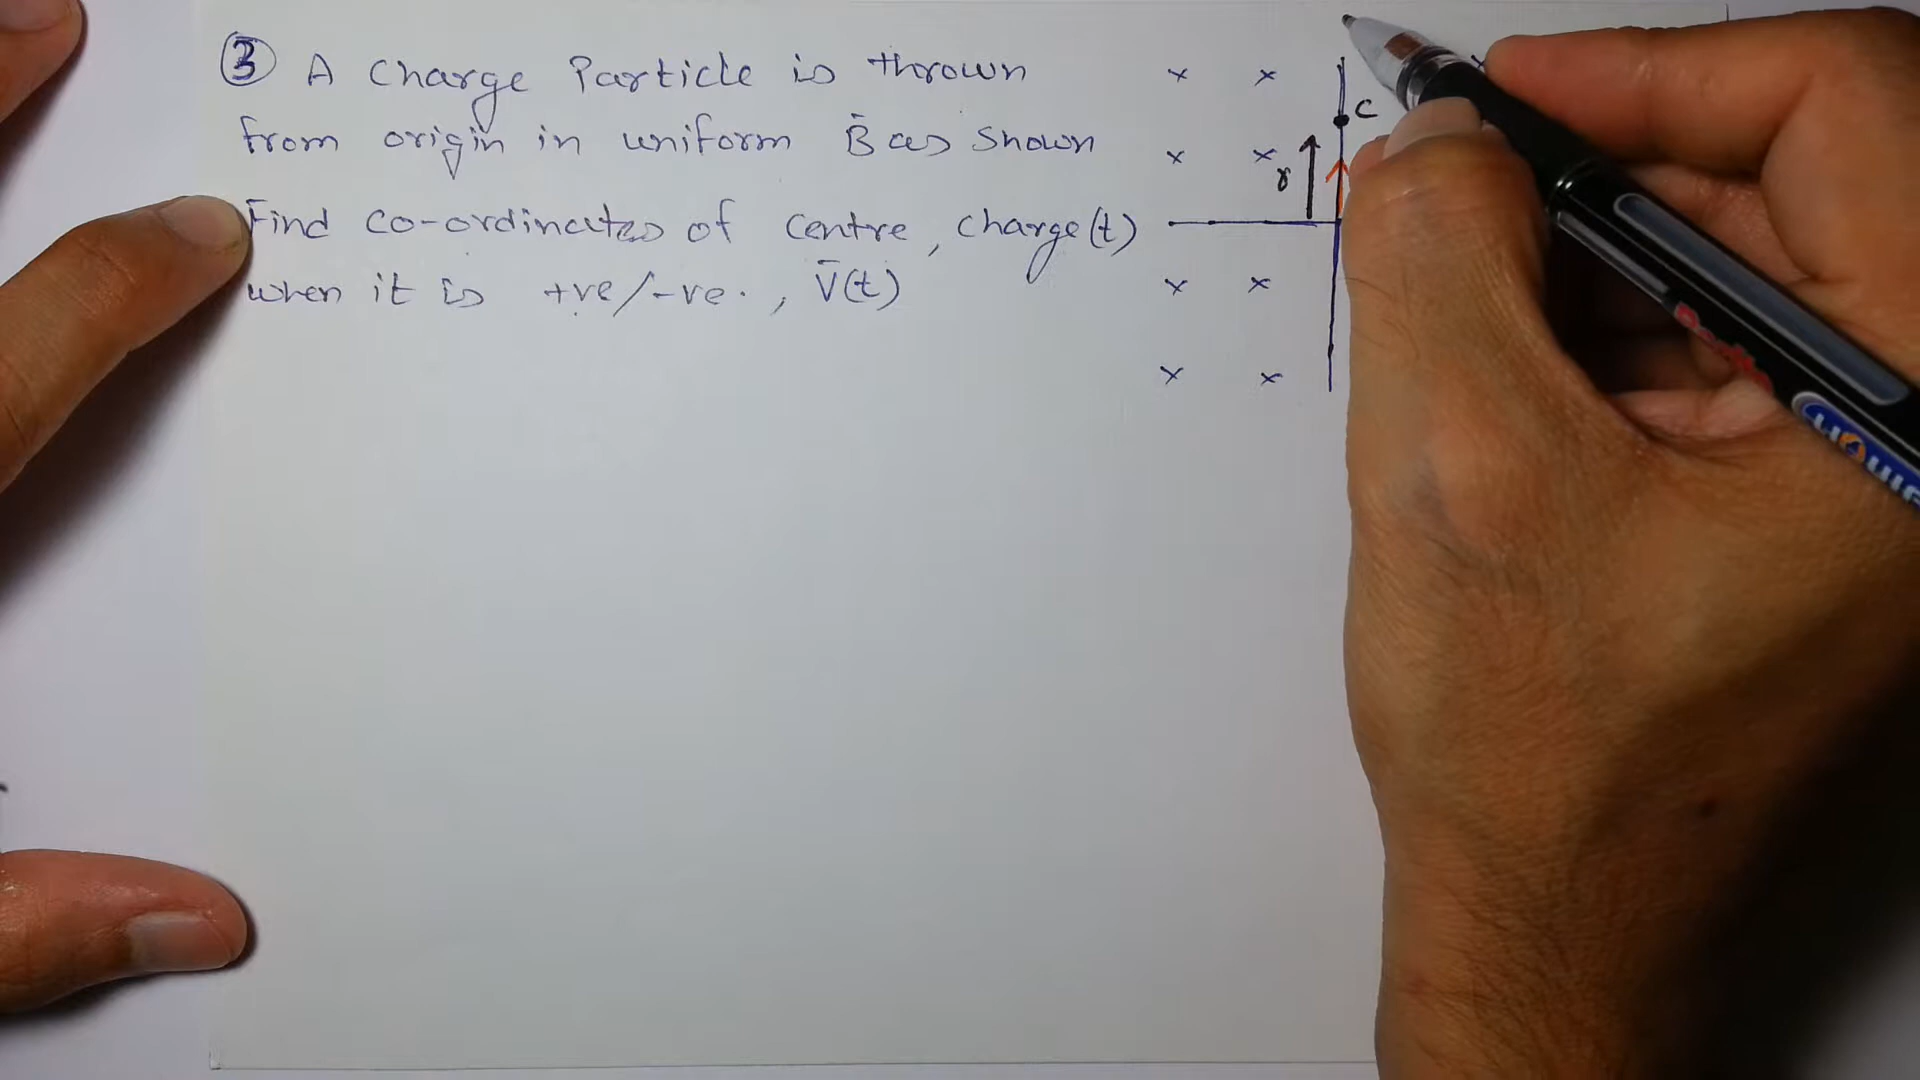 3 A charge Particle is thrown
from origin in uniform B̄ as shown
Find co-ordinates of centre, charge(t)
when it is +ve/-ve. , V̄(t)
x x
C
x x
r
x x
x x